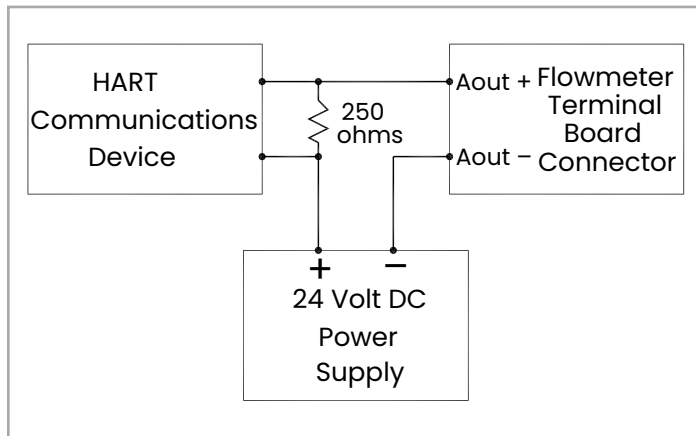 HART
Communications
Device
250
ohms
Aout +
Aout –
Flowmeter
Terminal
Board
Connector
+
–
24 Volt DC
Power
Supply